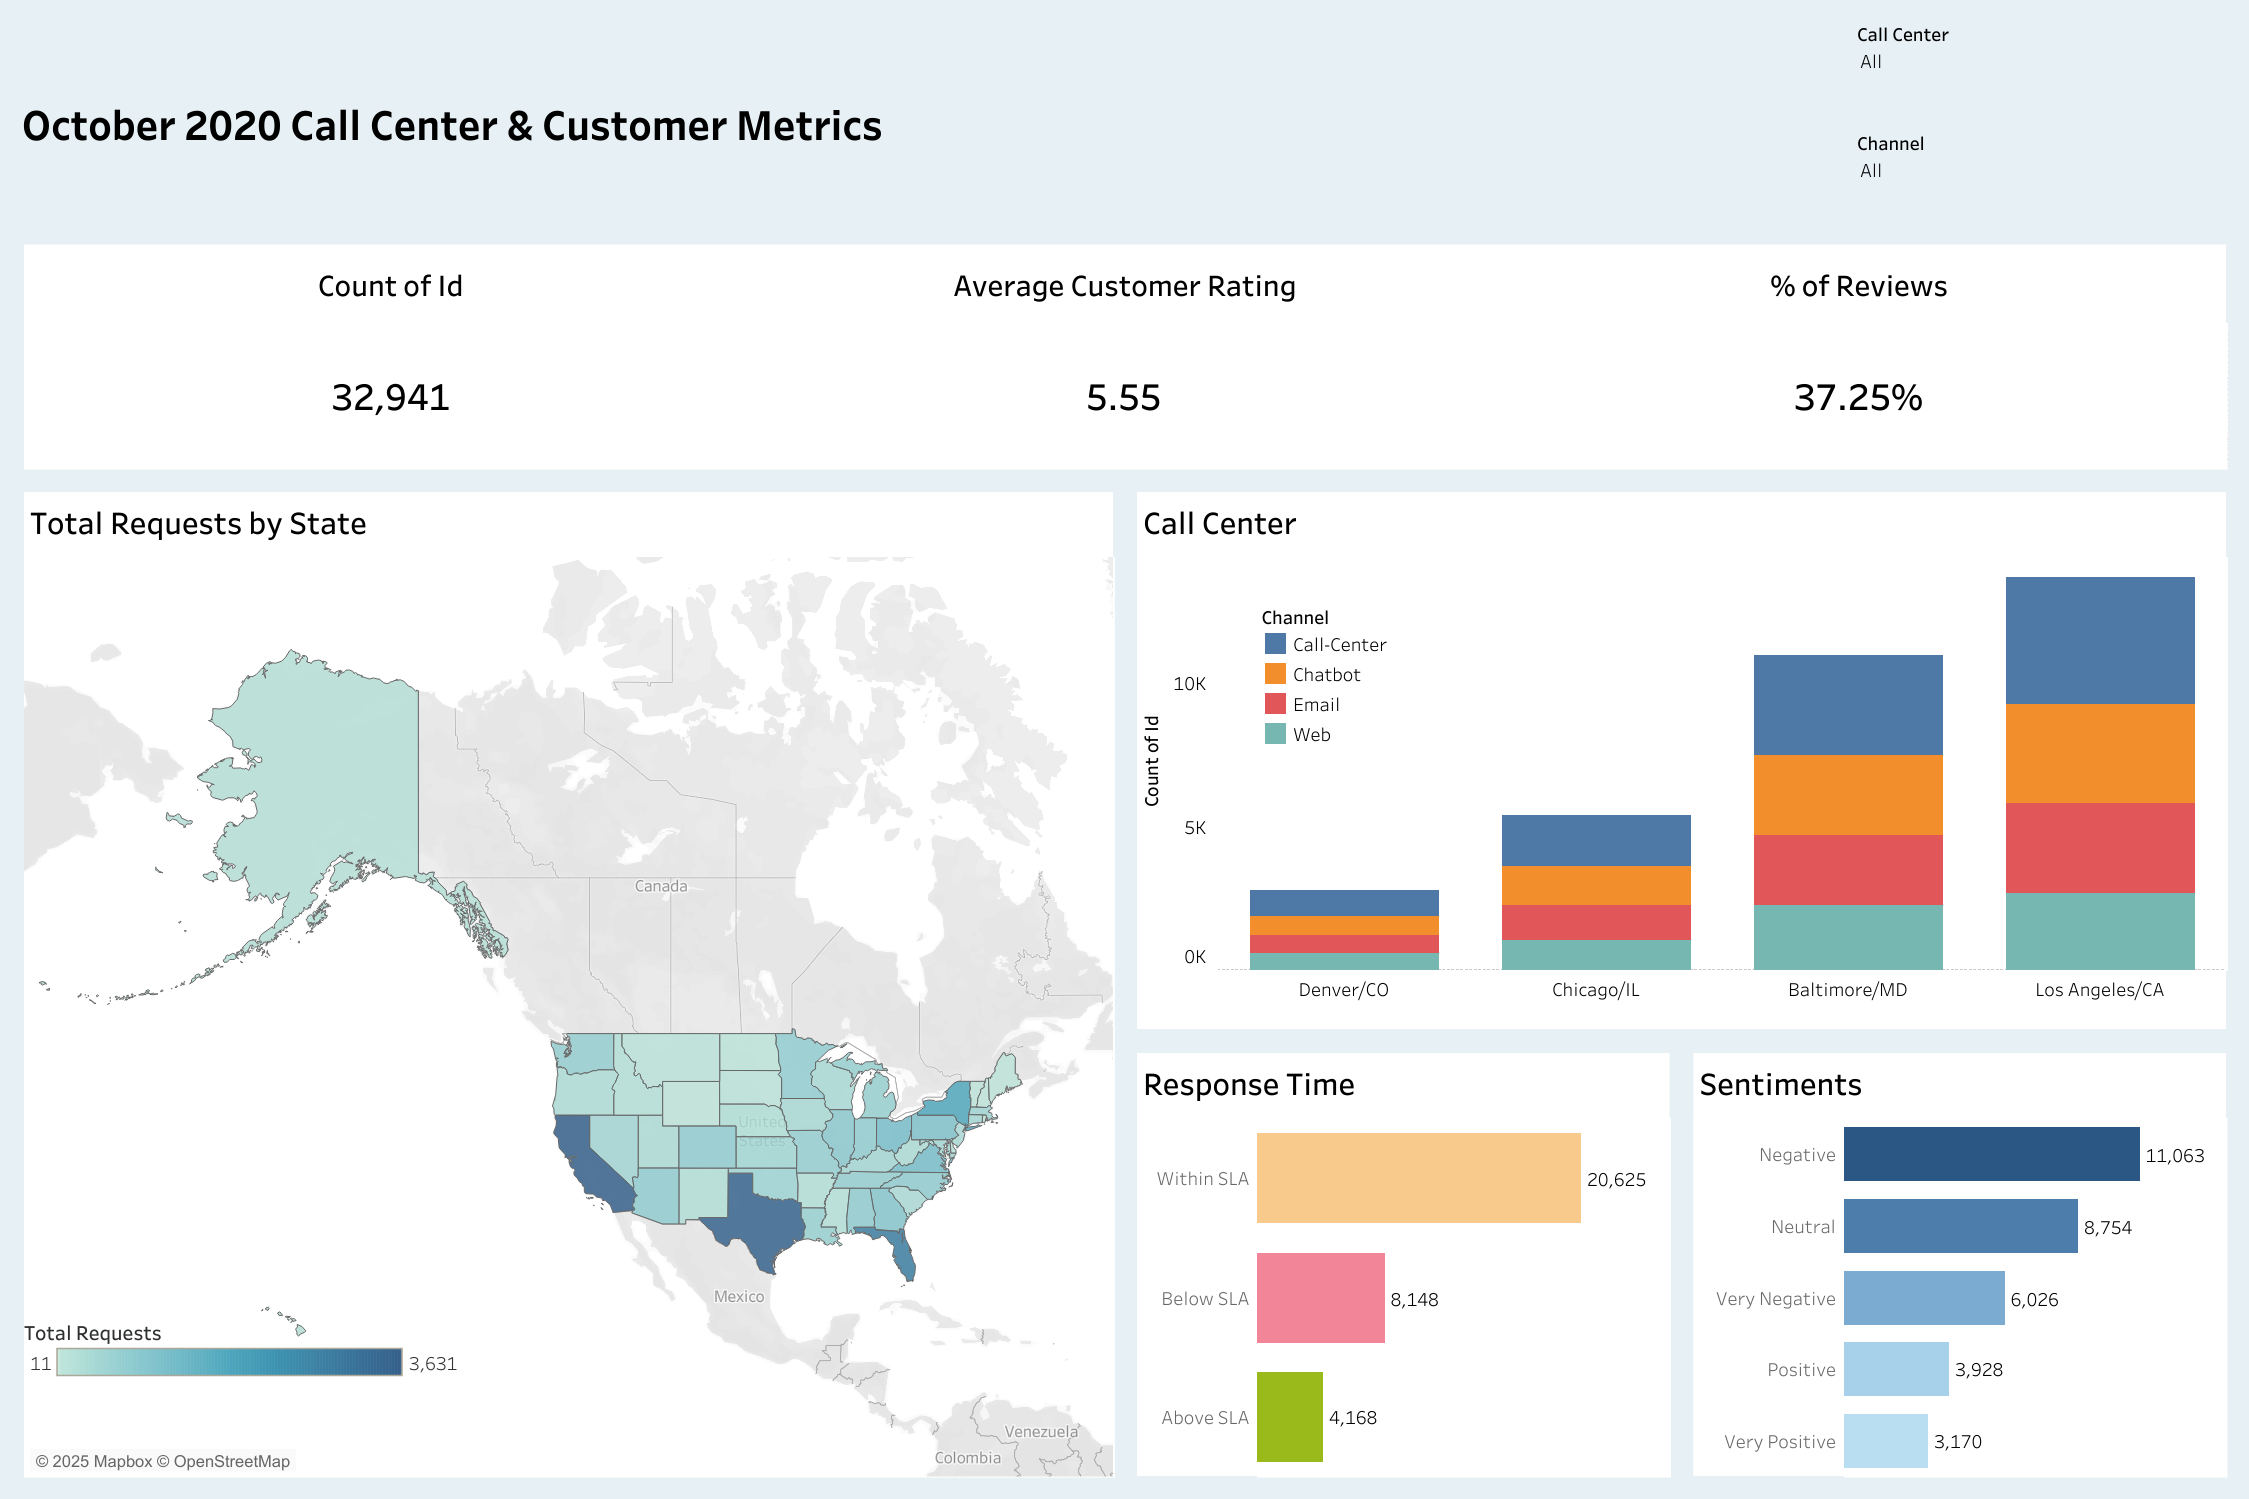 Call Center
All
October 2020 Call Center & Customer Metrics
Channel
All
Count of Id
Average Customer Rating
% of Reviews
32,941
5.55
37.25%
Total Requests by State
Canada
United
States
Mexico
Venezuela
Colombia
Total Requests
11
3,631
© 2025 Mapbox © OpenStreetMap
Call Center
Channel
Call-Center
Chatbot
Email
Web
Count of Id
10K
5K
0K
Denver/CO
Chicago/IL
Baltimore/MD
Los Angeles/CA
Response Time
Within SLA
20,625
Below SLA
8,148
Above SLA
4,168
Sentiments
Negative
11,063
Neutral
8,754
Very Negative
6,026
Positive
3,928
Very Positive
3,170